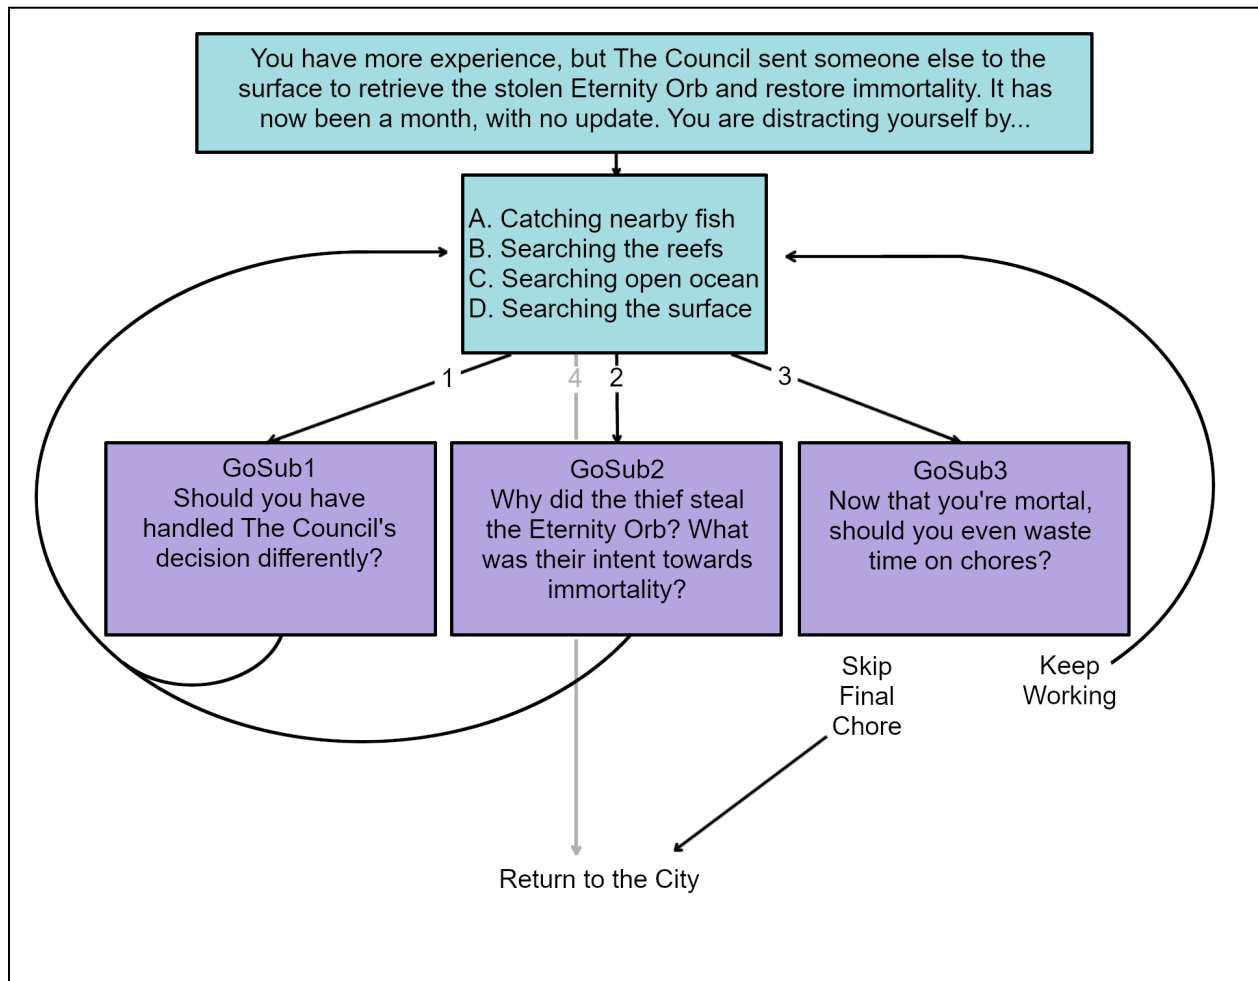 You have more experience, but The Council sent someone else to the
surface to retrieve the stolen Eternity Orb and restore immortality. It has
now been a month, with no update. You are distracting yourself by...
A. Catching nearby fish
B. Searching the reefs
C. Searching open ocean
D. Searching the surface
1
4
2
3
GoSub1
Should you have
handled The Council's
decision differently?
GoSub2
Why did the thief steal
the Eternity Orb? What
was their intent towards
immortality?
GoSub3
Now that you're mortal,
should you even waste
time on chores?
Skip
Final
Chore
Keep
Working
Return to the City